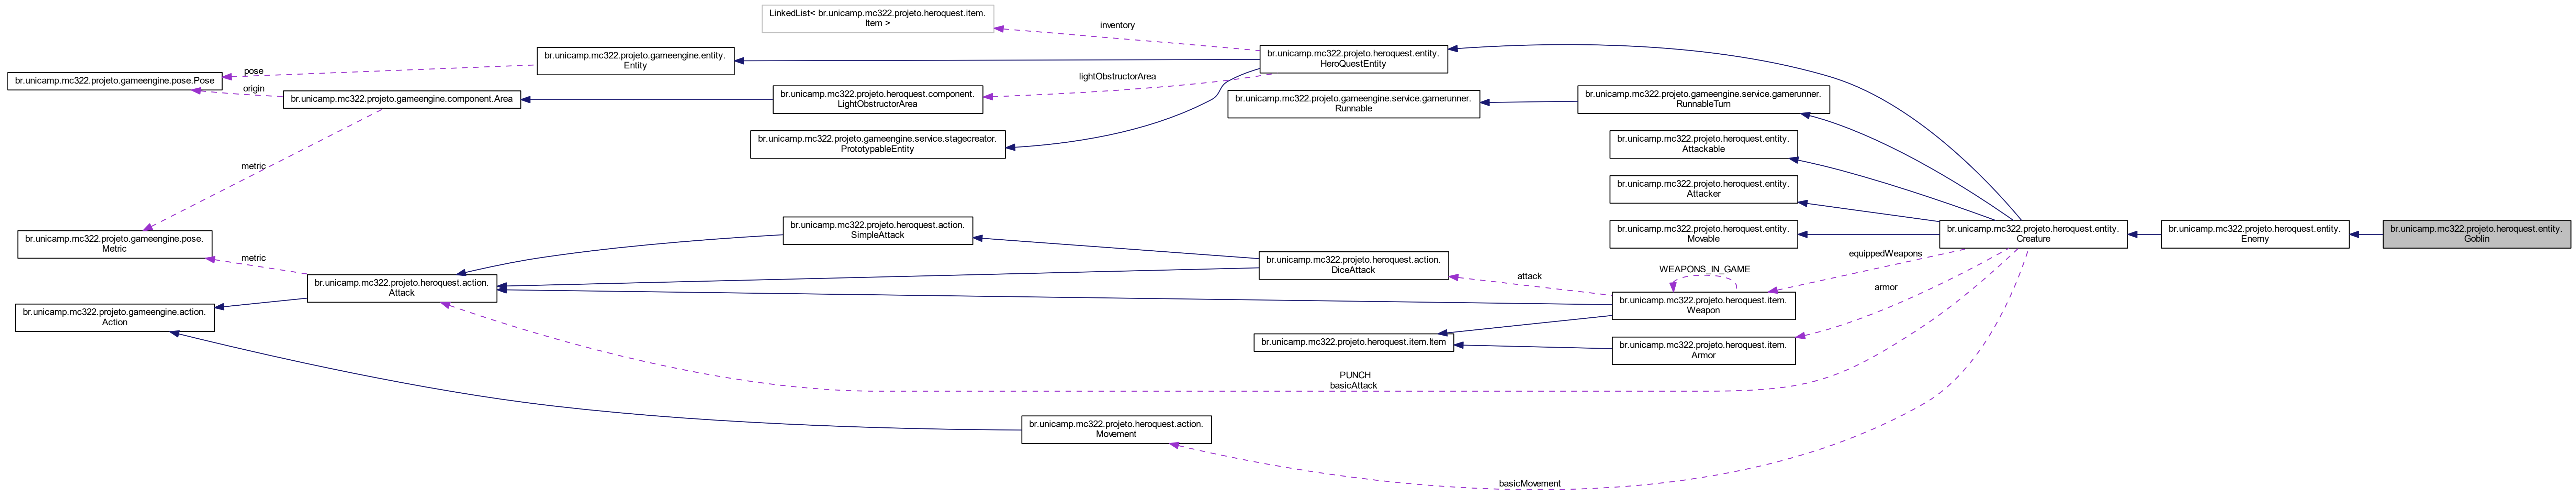 LinkedList< br.unicamp.mc322.projeto.heroquest.item.
Item >
inventory
br.unicamp.mc322.projeto.gameengine.entity.
Entity
br.unicamp.mc322.projeto.heroquest.entity.
HeroQuestEntity
br.unicamp.mc322.projeto.gameengine.pose.Pose
pose
origin
br.unicamp.mc322.projeto.gameengine.component.Area
br.unicamp.mc322.projeto.heroquest.component.
LightObstructorArea
lightObstructorArea
br.unicamp.mc322.projeto.gameengine.service.gamerunner.
Runnable
br.unicamp.mc322.projeto.gameengine.service.gamerunner.
RunnableTurn
br.unicamp.mc322.projeto.gameengine.service.stagecreator.
PrototypableEntity
br.unicamp.mc322.projeto.heroquest.entity.
Attackable
metric
br.unicamp.mc322.projeto.heroquest.entity.
Attacker
br.unicamp.mc322.projeto.gameengine.pose.
Metric
br.unicamp.mc322.projeto.heroquest.action.
SimpleAttack
br.unicamp.mc322.projeto.heroquest.entity.
Movable
br.unicamp.mc322.projeto.heroquest.entity.
Creature
br.unicamp.mc322.projeto.heroquest.entity.
Enemy
br.unicamp.mc322.projeto.heroquest.entity.
Goblin
metric
br.unicamp.mc322.projeto.heroquest.action.
DiceAttack
equippedWeapons
WEAPONS_IN_GAME
attack
br.unicamp.mc322.projeto.heroquest.action.
Attack
armor
br.unicamp.mc322.projeto.heroquest.item.
Weapon
br.unicamp.mc322.projeto.gameengine.action.
Action
br.unicamp.mc322.projeto.heroquest.item.Item
br.unicamp.mc322.projeto.heroquest.item.
Armor
PUNCH
basicAttack
br.unicamp.mc322.projeto.heroquest.action.
Movement
basicMovement